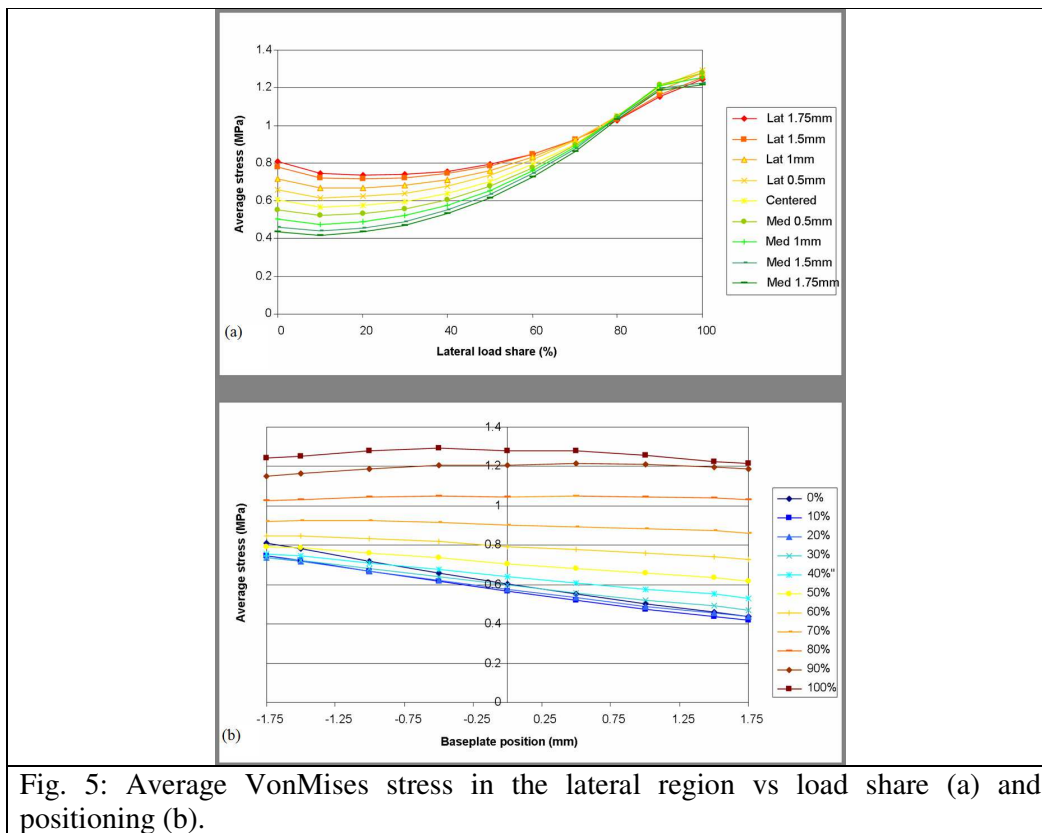 1.4
1.2
1
0.8
0.6
0.4
0.2
0
Average stress (MPa)
0 20 40 60 80 100
Lateral load share (%)
(a)
Lat 1.75mm
Lat 1.5mm
Lat 1mm
Lat 0.5mm
Centered
Med 0.5mm
Med 1mm
Med 1.5mm
Med 1.75mm
1.4
1.2
1
0.8
0.6
0.4
0.2
0
Average stress (MPa)
-1.75 -1.25 -0.75 -0.25 0.25 0.75 1.25 1.75
Baseplate position (mm)
(b)
0%
10%
20%
30%
40%"
50%
60%
70%
80%
90%
100%
Fig. 5: Average VonMises stress in the lateral region vs load share (a) and
positioning (b).